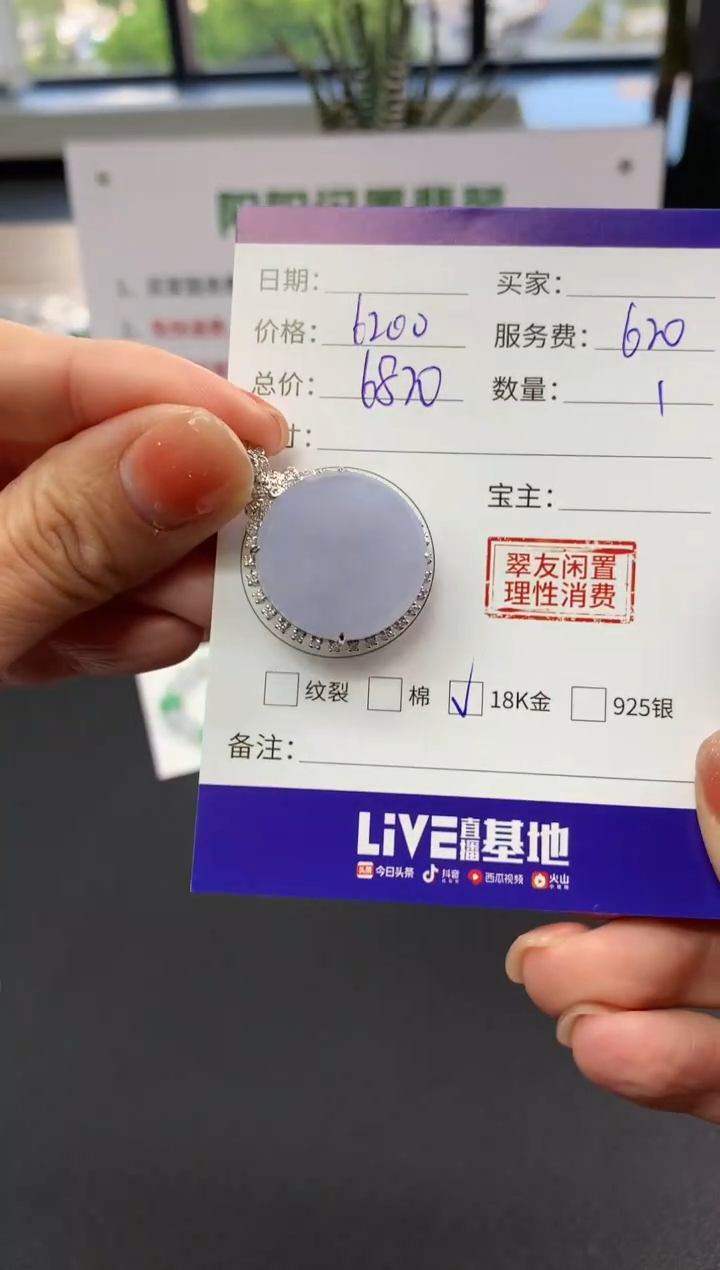 日期： 买家：
价格： 6200 服务费： 620
总价： 6820 数量： 1
寸：
宝主：
翠友闲置
理性消费
纹裂 棉 ✓ 18K金 925银
备注：
LiVE直播基地
头条 今日头条 抖音 西瓜视频 火山